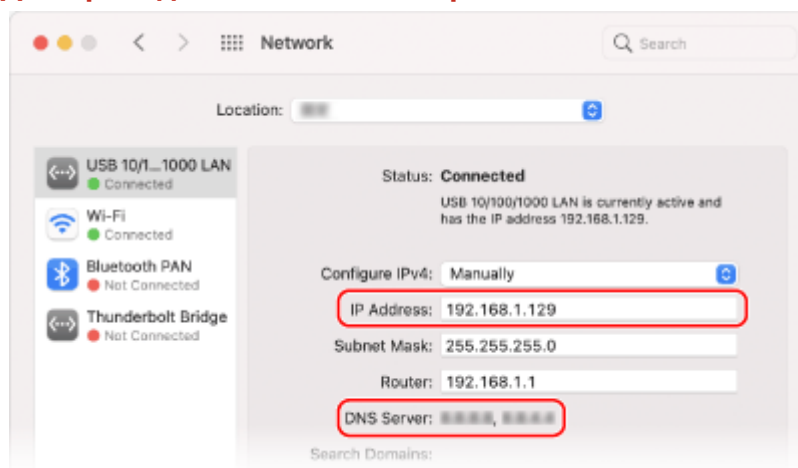 Network
Search
Location:
USB 10/1...1000 LAN
Connected
Wi-Fi
Connected
Bluetooth PAN
Not Connected
Thunderbolt Bridge
Not Connected
Status: Connected
USB 10/100/1000 LAN is currently active and
has the IP address 192.168.1.129.
Configure IPv4: Manually
IP Address: 192.168.1.129
Subnet Mask: 255.255.255.0
Router: 192.168.1.1
DNS Server:
Search Domains: